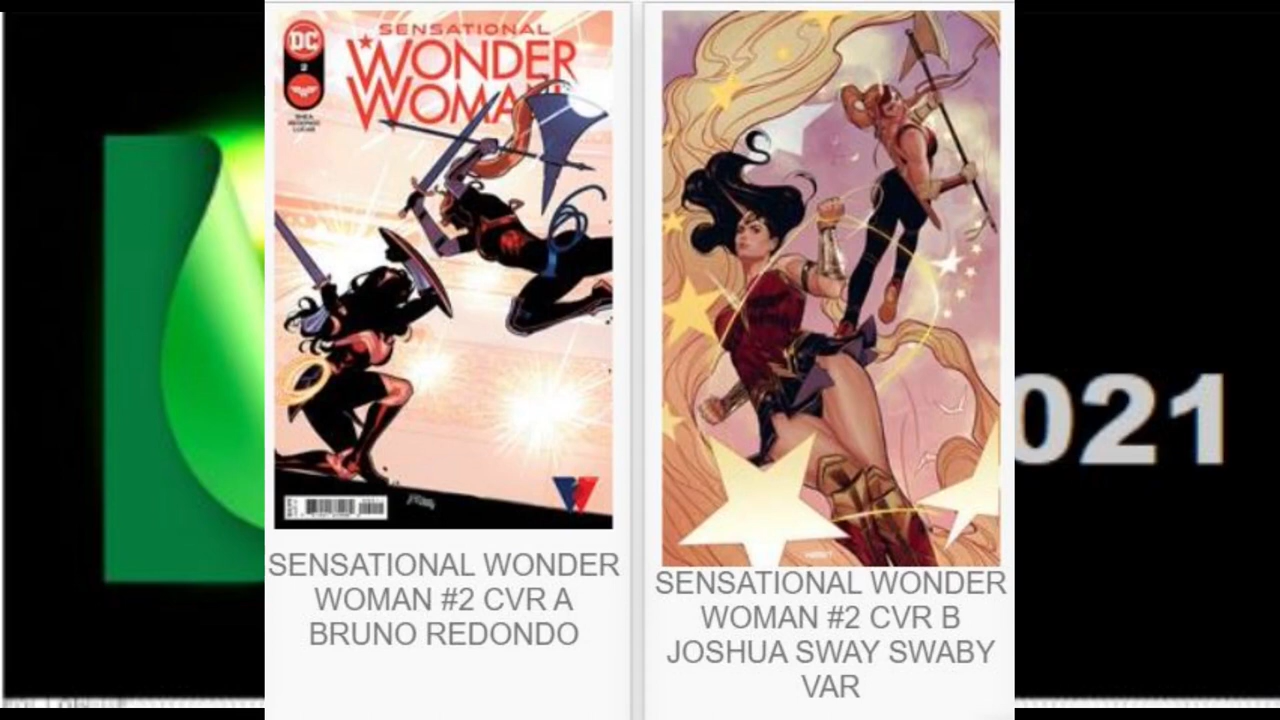 DC
2
SHEA
REDONDO
LUCAS
SENSATIONAL
WONDER
WOMAN
SENSATIONAL WONDER
WOMAN #2 CVR A
BRUNO REDONDO
SENSATIONAL WONDER
WOMAN #2 CVR B
JOSHUA SWAY SWABY
VAR
021